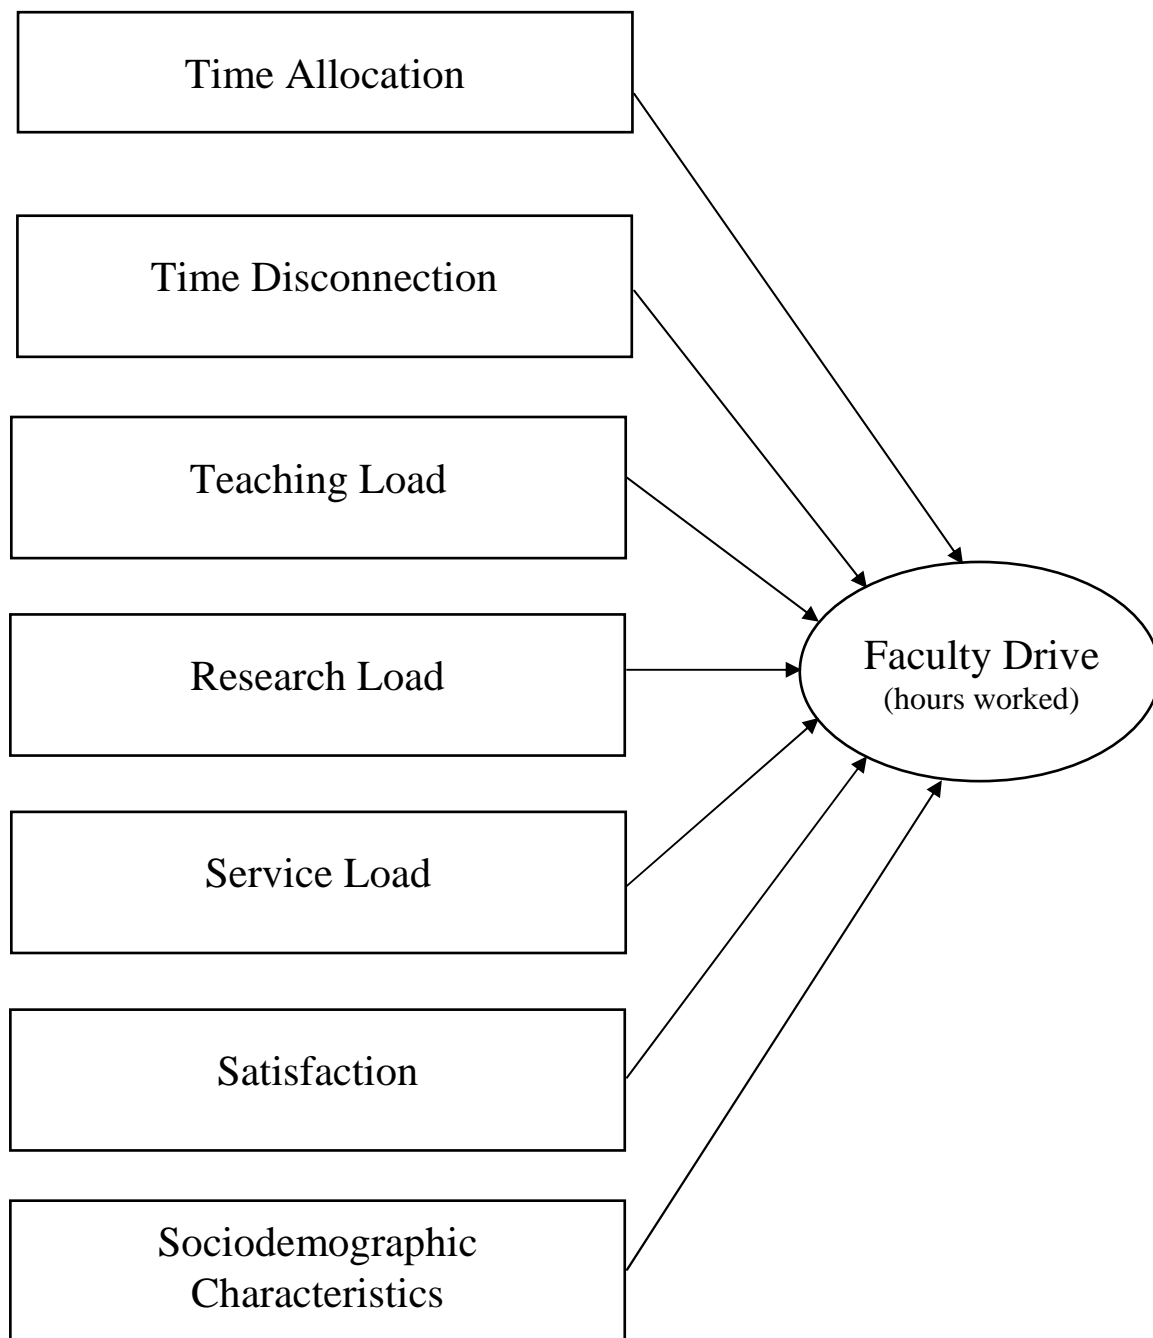 Time Allocation
Time Disconnection
Teaching Load
Research Load
Service Load
Satisfaction
Sociodemographic
Characteristics
Faculty Drive
(hours worked)